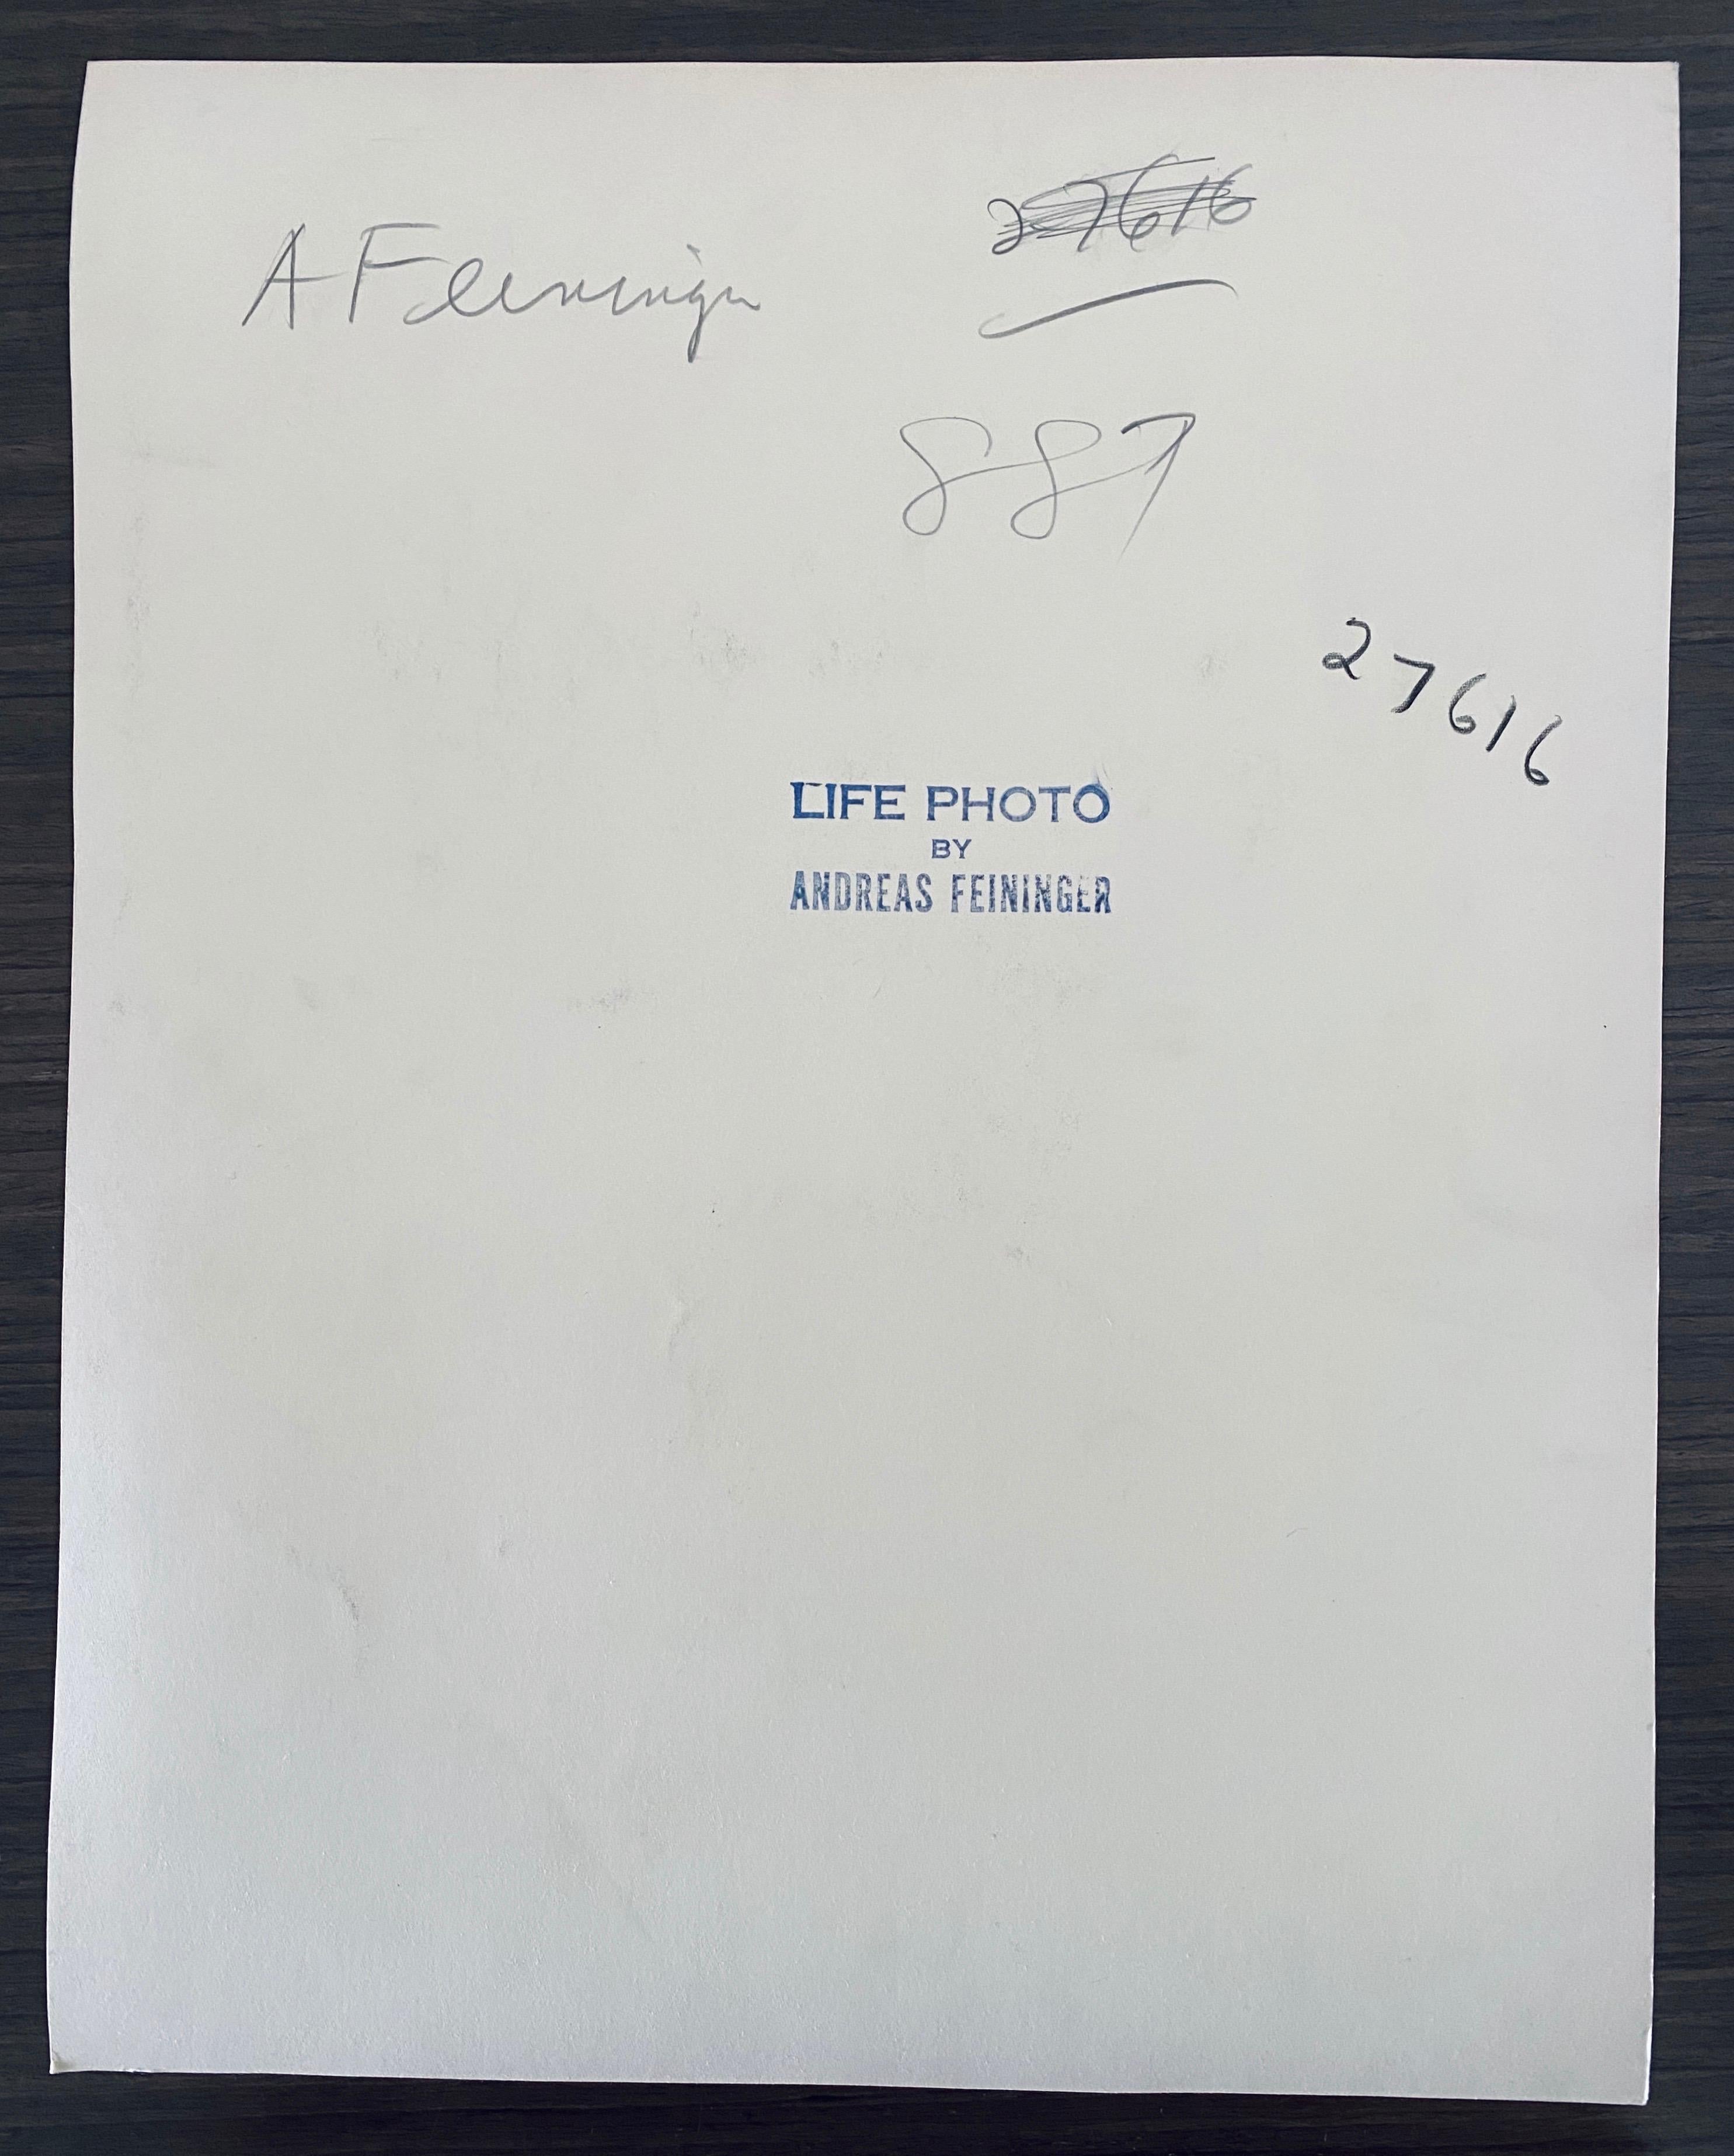 27616
A Feininger
887
27616
LIFE PHOTO
BY
ANDREAS FEININGER